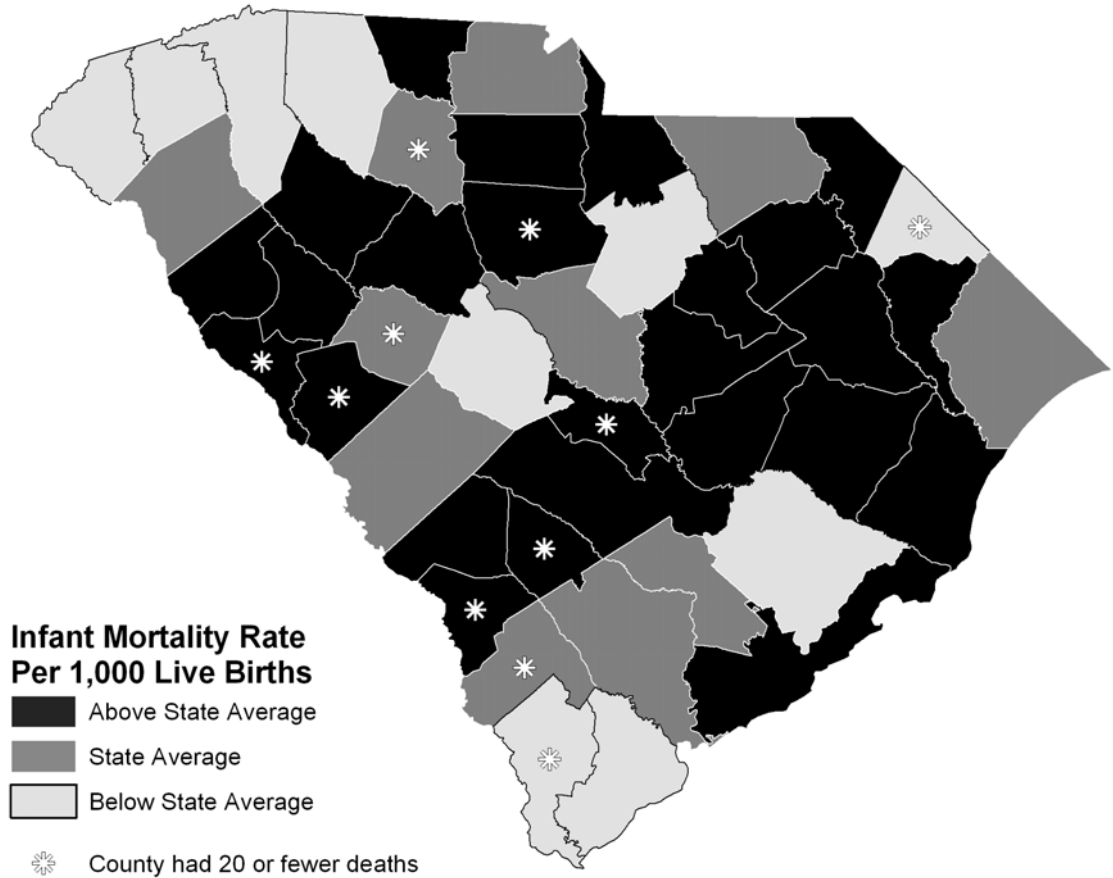 Infant Mortality Rate
Per 1,000 Live Births
Above State Average
State Average
Below State Average
County had 20 or fewer deaths